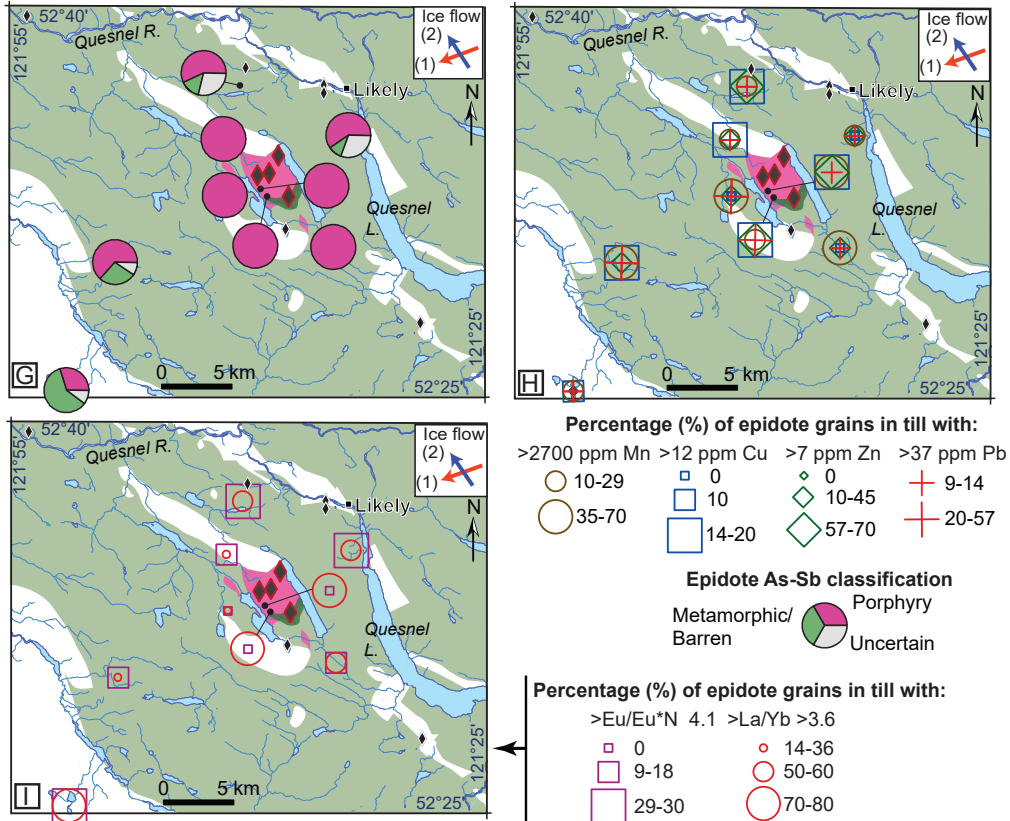 52°40'
121°55'
Quesnel R.
Ice flow
(2)
(1)
N
Likely
Quesnel
L.
121°25'
G
0 5 km
52°25'
52°40'
121°55'
Quesnel R.
Ice flow
(2)
(1)
N
Likely
Quesnel
L.
121°25'
H
0 5 km
52°25'
52°40'
121°55'
Quesnel R.
Ice flow
(2)
(1)
N
Likely
Quesnel
L.
121°25'
I
0 5 km
52°25'
Percentage (%) of epidote grains in till with:
>2700 ppm Mn >12 ppm Cu >7 ppm Zn >37 ppm Pb
10-29 0 0 9-14
35-70 10 10-45 20-57
14-20 57-70
Epidote As-Sb classification
Metamorphic/
Barren
Porphyry
Uncertain
Percentage (%) of epidote grains in till with:
>Eu/Eu*N 4.1 >La/Yb >3.6
0 14-36
9-18 50-60
29-30 70-80